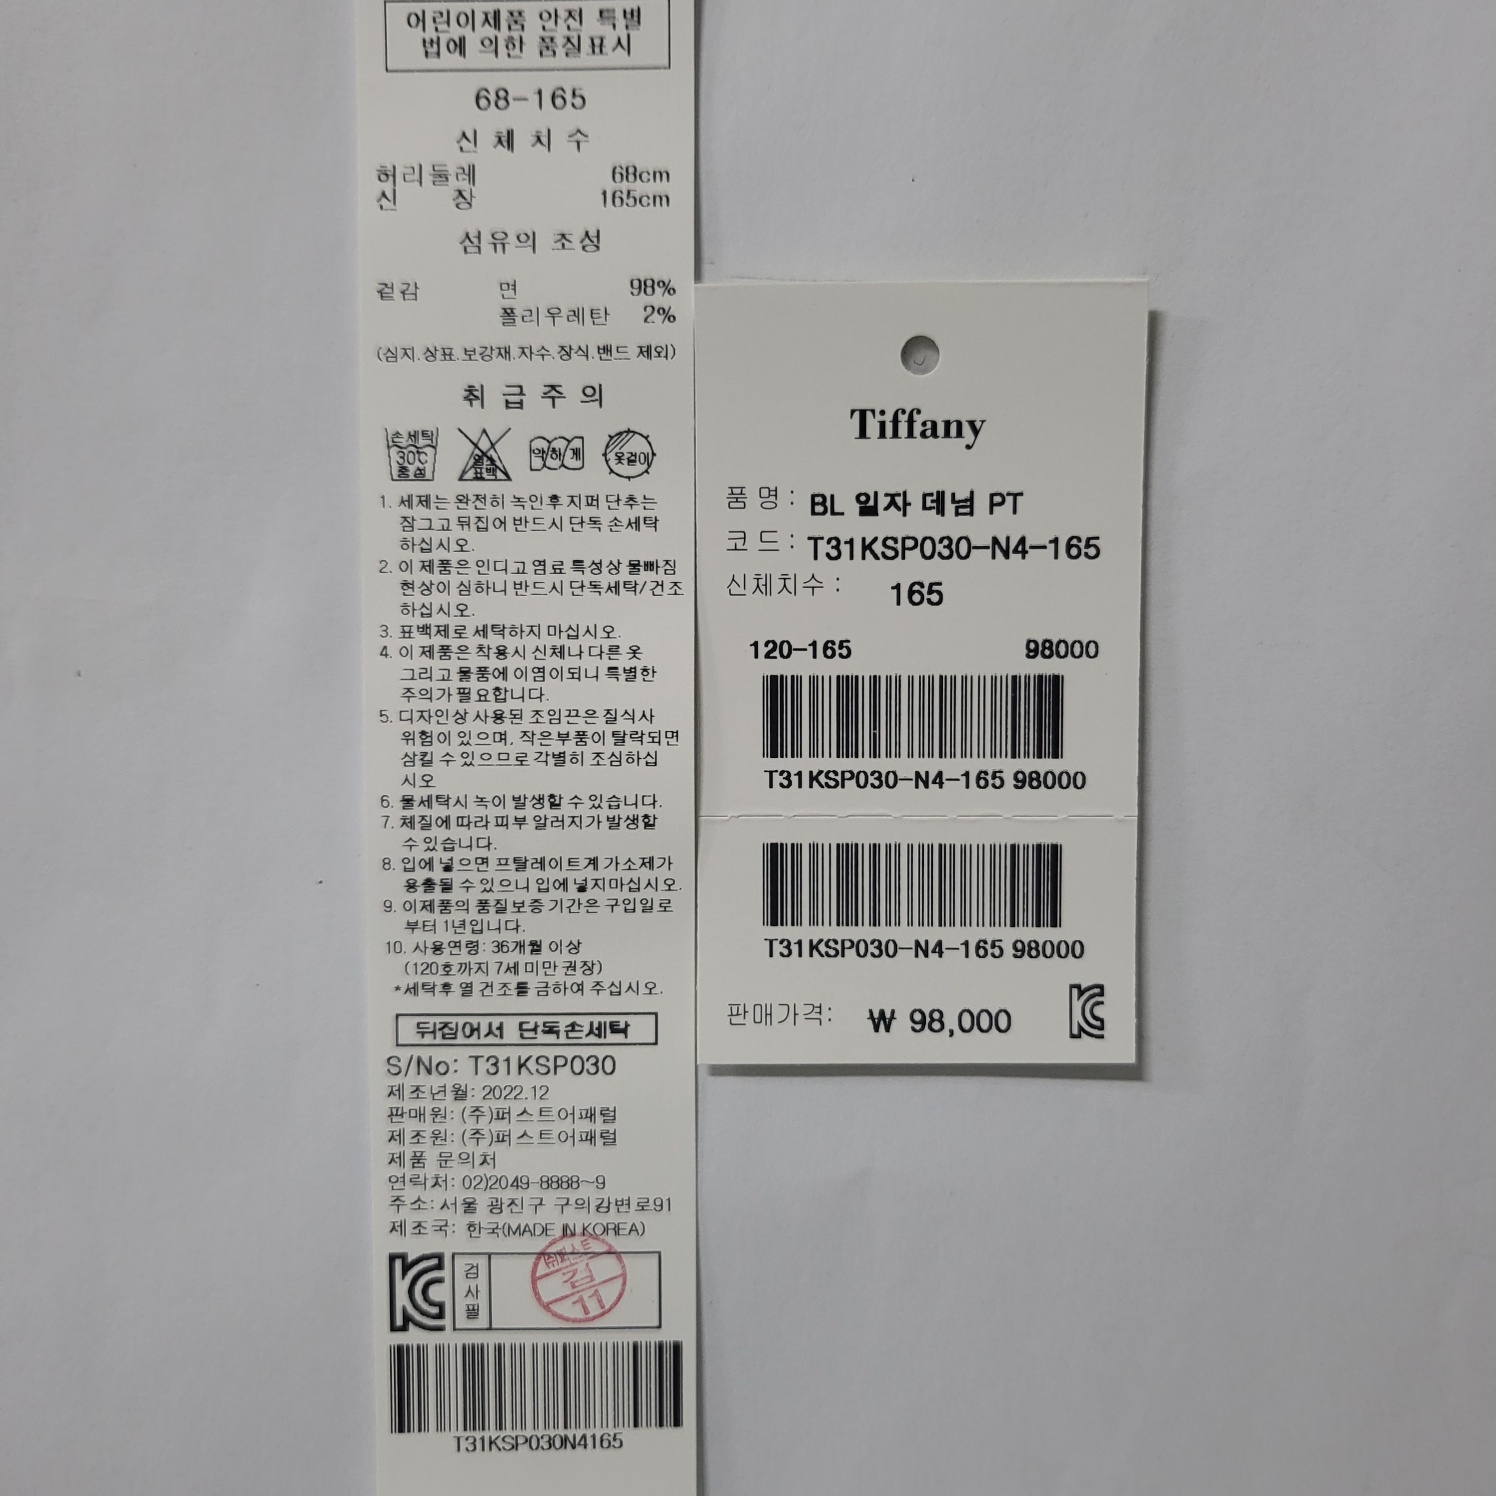 어린이제품 안전 특별
법에 의한 품질표시
68-165
신 체 치 수
허리둘레 68cm
신 장 165cm
섬유의 조성
겉감 면 98%
폴리우레탄 2%
(심지.상표.보강재.자수.장식.밴드 제외)
취 급 주 의
손세탁
30℃
중성
염소
표백
약하게
옷걸이
1. 세제는 완전히 녹인후 지퍼 단추는
잠그고 뒤집어 반드시 단독 손세탁
하십시오.
2. 이 제품은 인디고 염료 특성상 물빠짐
현상이 심하니 반드시 단독세탁/건조
하십시오.
3. 표백제로 세탁하지 마십시오.
4. 이 제품은 착용시 신체나 다른 옷
그리고 물품에 이염이되니 특별한
주의가 필요합니다.
5. 디자인상 사용된 조임끈은 질식사
위험이 있으며, 작은부품이 탈락되면
삼킬 수 있으므로 각별히 조심하십
시오
6. 물세탁시 녹이 발생할 수 있습니다.
7. 체질에 따라 피부 알러지가 발생할
수 있습니다.
8. 입에 넣으면 프탈레이트계 가소제가
용출될 수 있으니 입에 넣지마십시오.
9. 이제품의 품질보증 기간은 구입일로
부터 1년입니다.
10. 사용연령: 36개월 이상
(120호까지 7세 미만 권장)
*세탁후 열 건조를 금하여 주십시오.
뒤집어서 단독손세탁
S/No: T31KSP030
제조년월: 2022.12
판매원: (주)퍼스트어패럴
제조원: (주)퍼스트어패럴
제품 문의처
연락처: 02)2049-8888~9
주소: 서울 광진구 구의강변로91
제조국: 한국(MADE IN KOREA)
KC
검
사
필
㈜퍼스트
검
11
T31KSP030N4165
Tiffany
품 명 : BL 일자 데님 PT
코 드 : T31KSP030-N4-165
신체치수 : 165
120-165 98000
T31KSP030-N4-165 98000
T31KSP030-N4-165 98000
판매가격: ₩ 98,000
KC